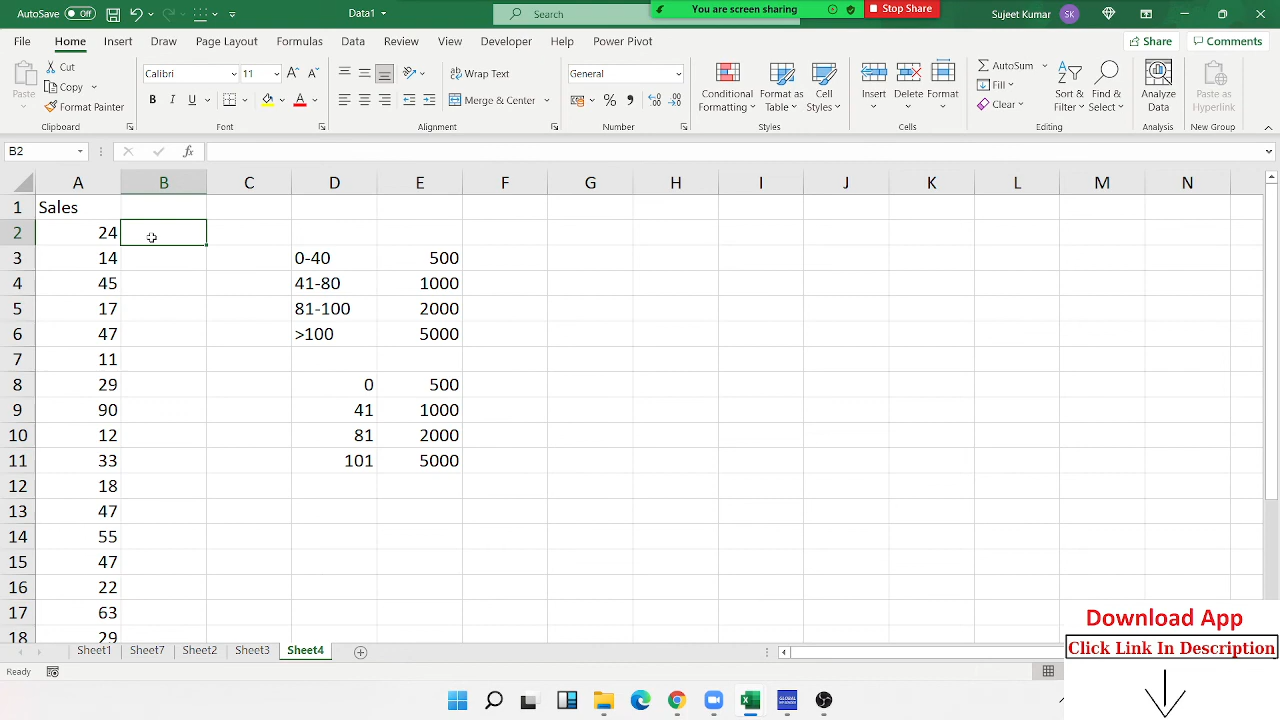 AutoSave Off Data1 Search You are screen sharing Stop Share Sujeet Kumar SK
File Home Insert Draw Page Layout Formulas Data Review View Developer Help Power Pivot Share Comments
Paste Cut Copy Format Painter Clipboard
Calibri 11 B I U A Font
Wrap Text Merge & Center Alignment
General % Number
Conditional Formatting Format as Table Cell Styles Styles
Insert Delete Format Cells
AutoSum Fill Clear Sort & Filter Find & Select Editing
Analyze Data Analysis
Paste as Hyperlink New Group
B2 fx
A B C D E F G H I J K L M N
1 Sales
2 24
3 14 0-40 500
4 45 41-80 1000
5 17 81-100 2000
6 47 >100 5000
7 11
8 29 0 500
9 90 41 1000
10 12 81 2000
11 33 101 5000
12 18
13 47
14 55
15 47
16 22
17 63
18 29
Sheet1 Sheet7 Sheet2 Sheet3 Sheet4
Ready
Download App
Click Link In Description